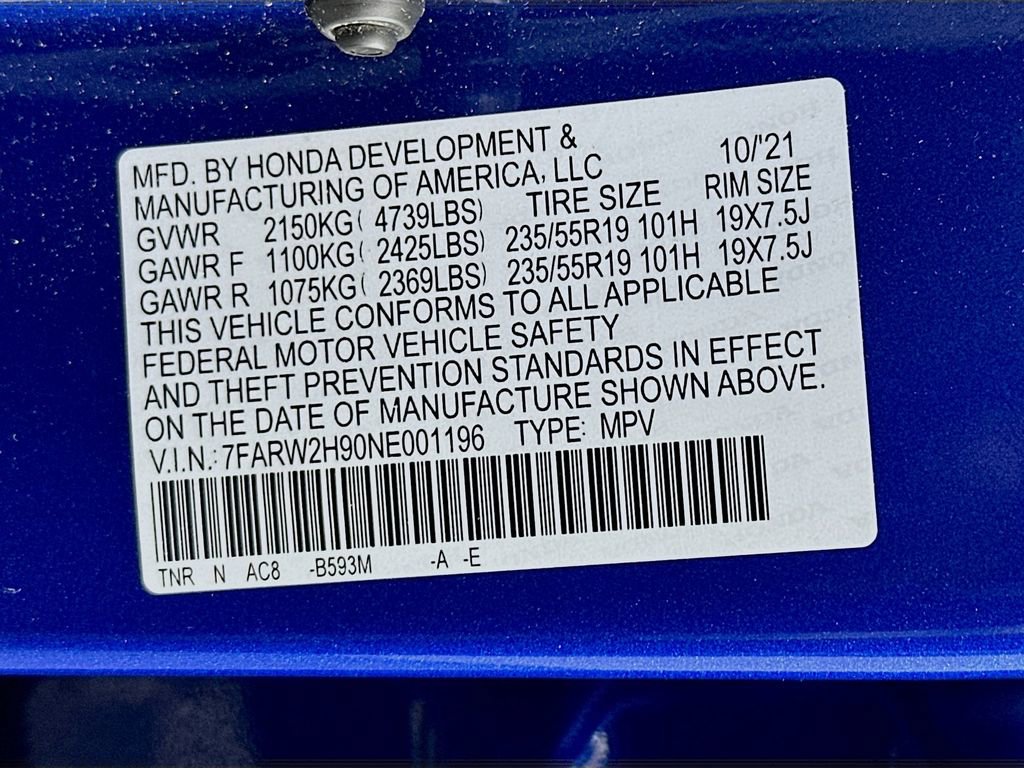 MFD. BY HONDA DEVELOPMENT &
MANUFACTURING OF AMERICA, LLC 10/'21
GVWR 2150KG( 4739LBS) TIRE SIZE RIM SIZE
GAWR F 1100KG( 2425LBS) 235/55R19 101H 19X7.5J
GAWR R 1075KG( 2369LBS) 235/55R19 101H 19X7.5J
THIS VEHICLE CONFORMS TO ALL APPLICABLE
FEDERAL MOTOR VEHICLE SAFETY
AND THEFT PREVENTION STANDARDS IN EFFECT
ON THE DATE OF MANUFACTURE SHOWN ABOVE.
V.I.N.: 7FARW2H90NE001196 TYPE: MPV
TNR N AC8 -B593M -A -E